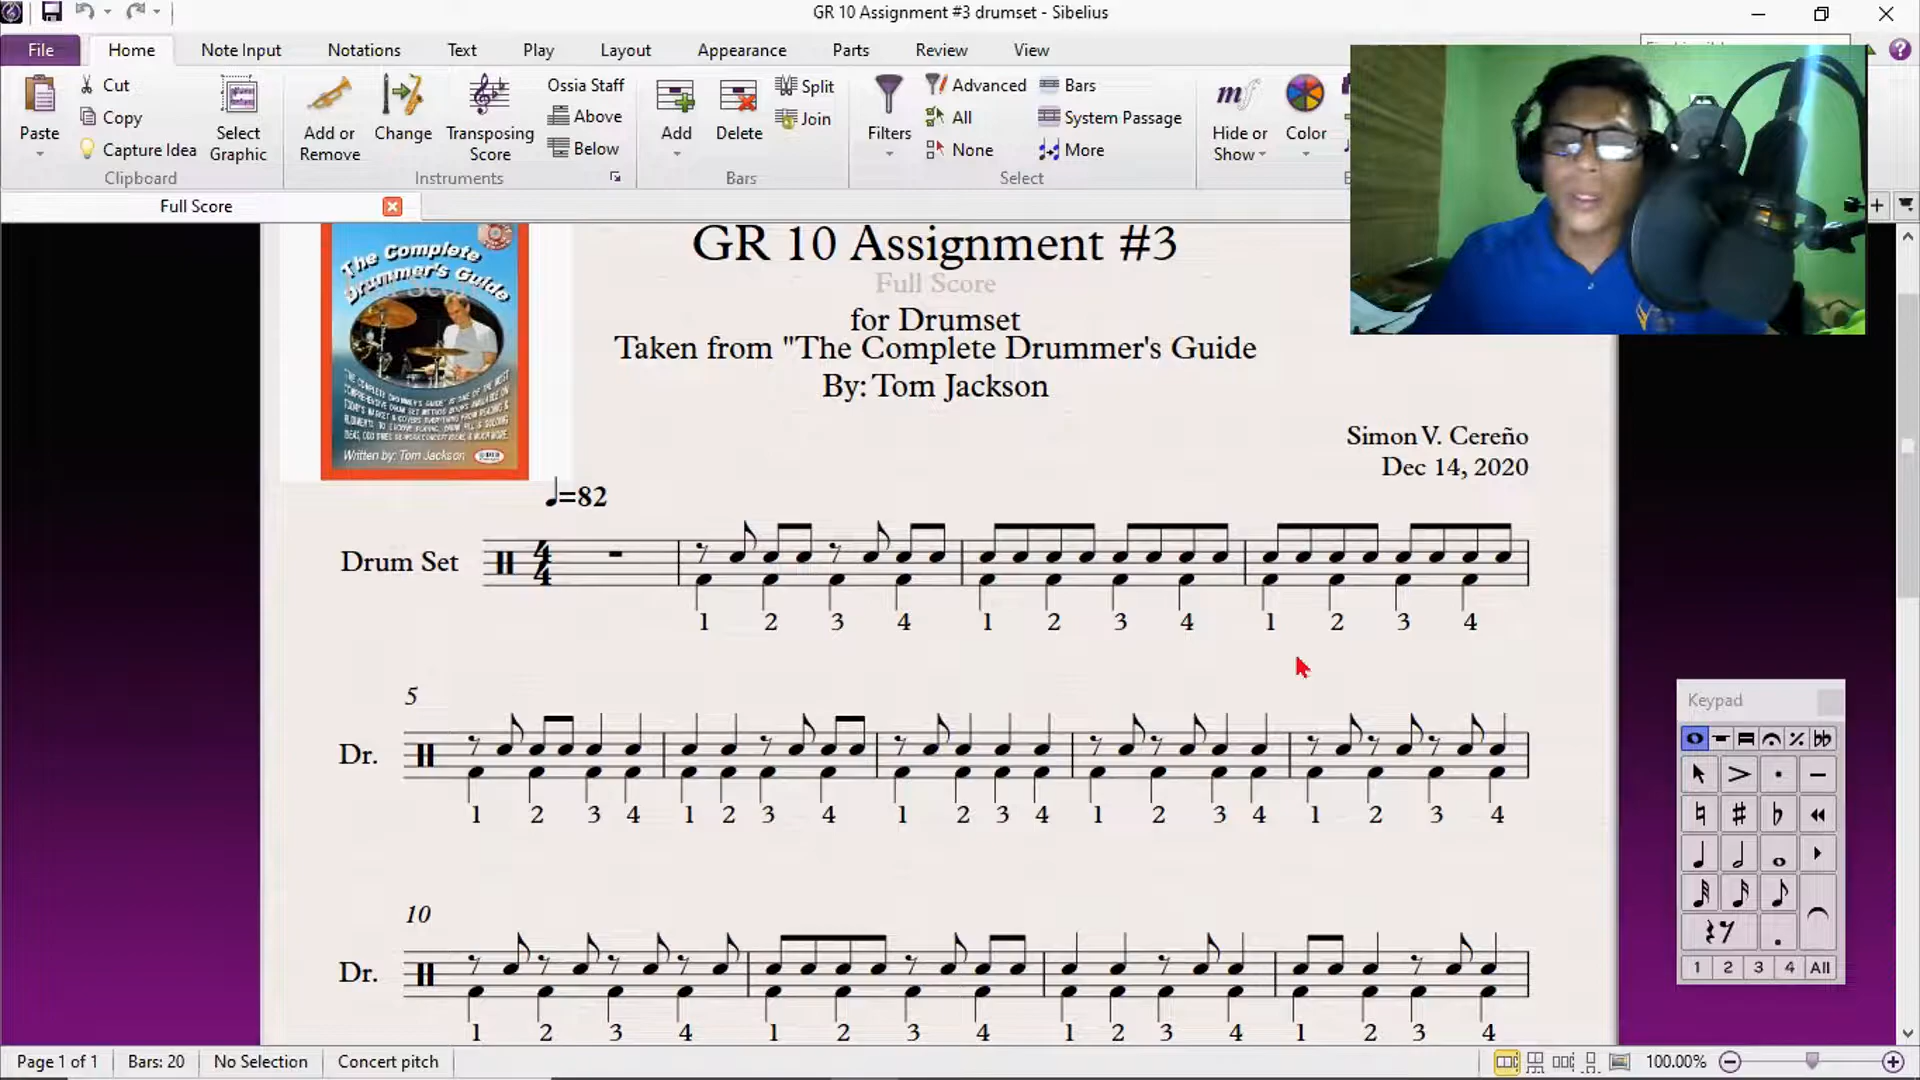 GR 10 Assignment #3 drumset - Sibelius
File Home Note Input Notations Text Play Layout Appearance Parts Review View
Paste
Cut
Copy
Capture Idea
Select Graphic
Clipboard
Add or Remove
Change
Transposing Score
Ossia Staff
Above
Below
Instruments
Add
Delete
Split
Join
Bars
Filters
Advanced
All
None
Bars
System Passage
More
Select
Hide or Show
Color
Full Score
The Complete
Drummer's Guide
Written by: Tom Jackson
GR 10 Assignment #3
Full Score
for Drumset
Taken from "The Complete Drummer's Guide
By: Tom Jackson
Simon V. Cereño
Dec 14, 2020
♩=82
Drum Set
4
4
1 2 3 4 1 2 3 4 1 2 3 4
5
Dr.
1 2 3 4 1 2 3 4 1 2 3 4 1 2 3 4 1 2 3 4
10
Dr.
1 2 3 4 1 2 3 4 1 2 3 4 1 2 3 4
Keypad
1 2 3 4 All
Page 1 of 1 Bars: 20 No Selection Concert pitch 100.00%